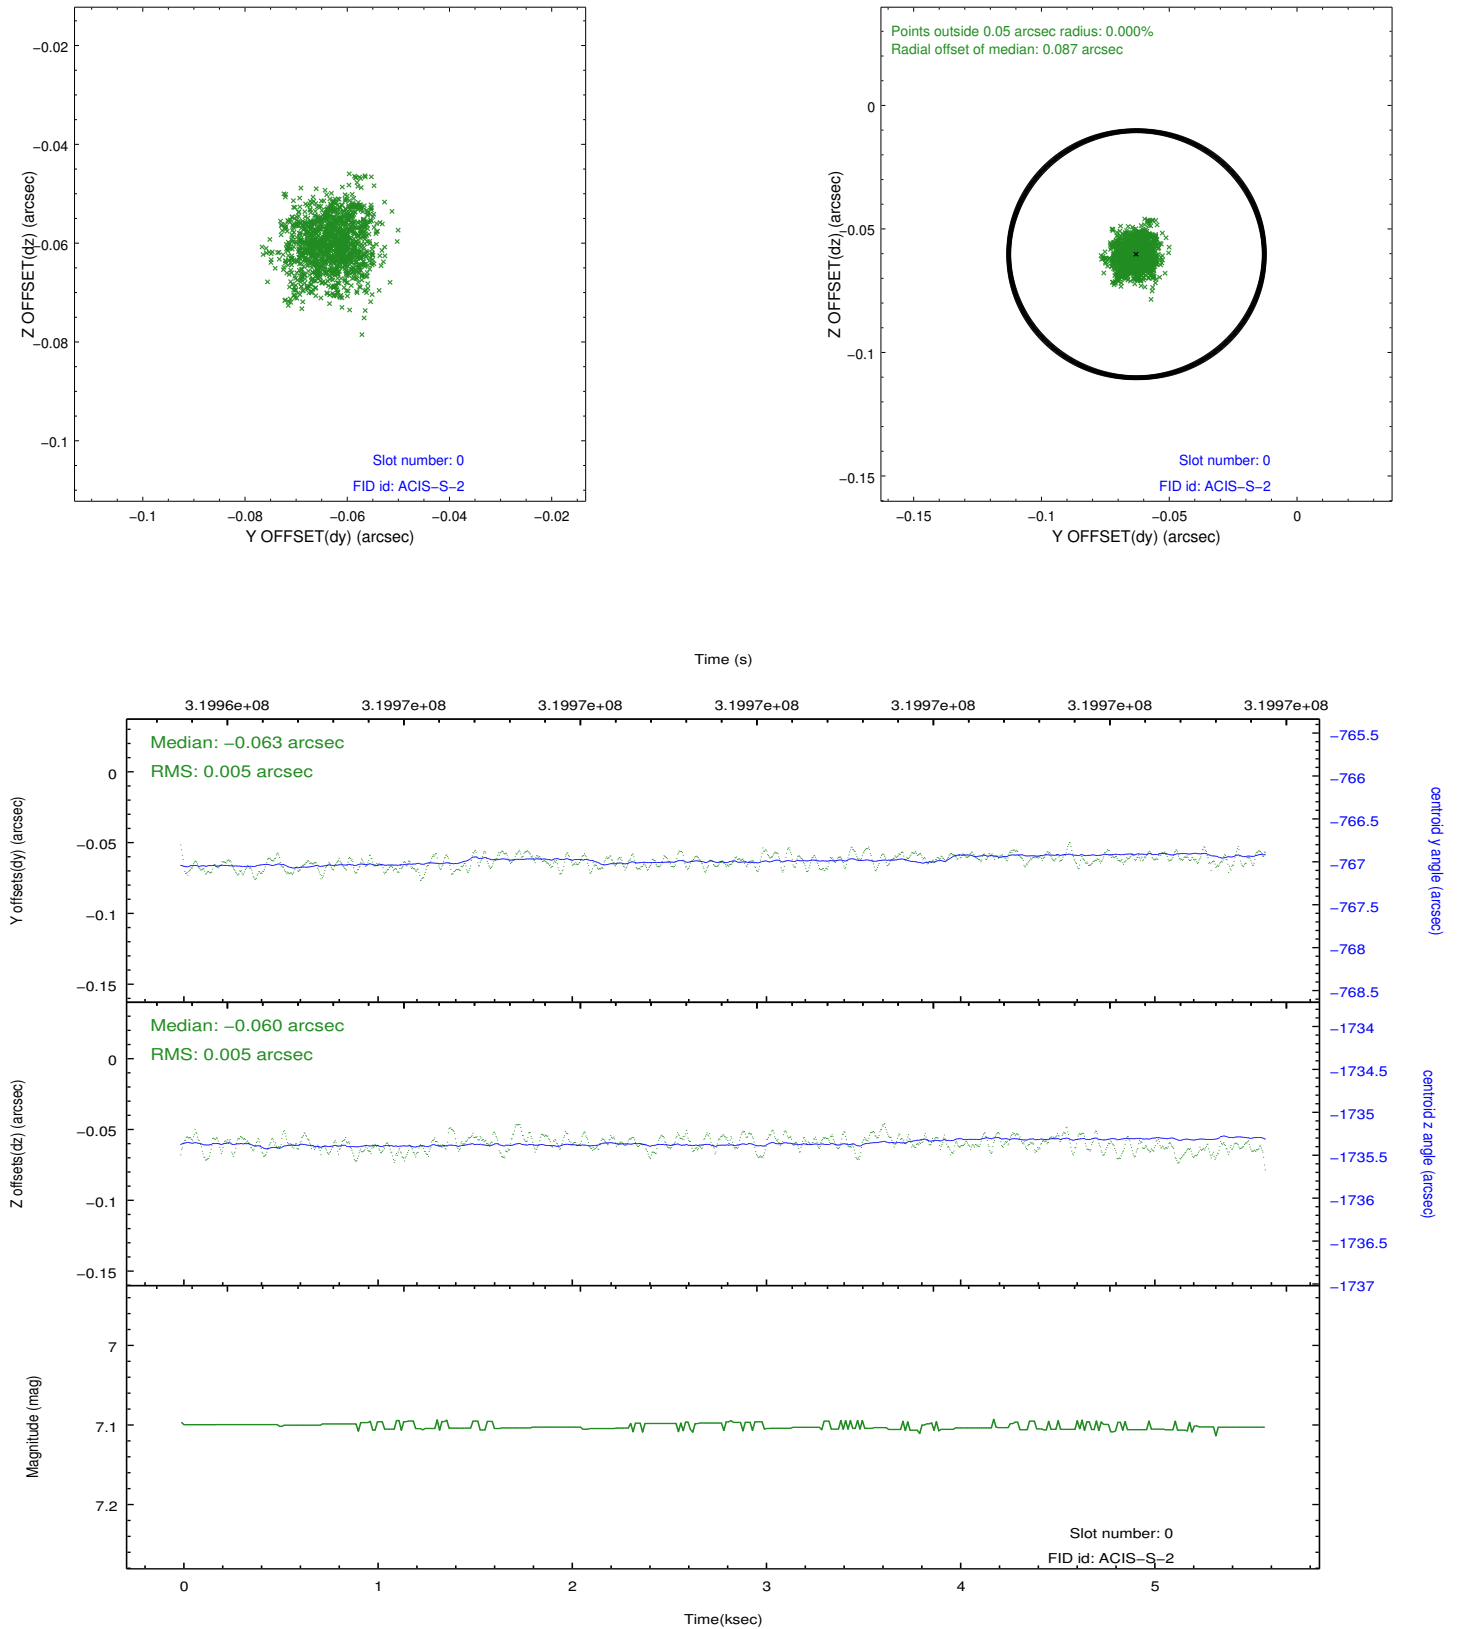 −0.02
−0.04
−0.06
−0.08
−0.1
Z OFFSET(dz) (arcsec)
Slot number: 0
FID id: ACIS−S−2
−0.1
−0.08
−0.06
−0.04
−0.02
Y OFFSET(dy) (arcsec)
Points outside 0.05 arcsec radius: 0.000%
Radial offset of median: 0.087 arcsec
0
−0.05
−0.1
−0.15
Z OFFSET(dz) (arcsec)
Slot number: 0
FID id: ACIS−S−2
−0.15
−0.1
−0.05
0
Y OFFSET(dy) (arcsec)
Time (s)
3.1996e+08
3.1997e+08
3.1997e+08
3.1997e+08
3.1997e+08
3.1997e+08
3.1997e+08
Median: −0.063 arcsec
RMS: 0.005 arcsec
0
−0.05
−0.1
−0.15
Y offsets(dy) (arcsec)
−765.5
−766
−766.5
−767
−767.5
−768
−768.5
centroid y angle (arcsec)
Median: −0.060 arcsec
RMS: 0.005 arcsec
0
−0.05
−0.1
−0.15
Z offsets(dz) (arcsec)
−1734
−1734.5
−1735
−1735.5
−1736
−1736.5
−1737
centroid z angle (arcsec)
7
7.1
7.2
Magnitude (mag)
Slot number: 0
FID id: ACIS−S−2
0
1
2
3
4
5
Time(ksec)